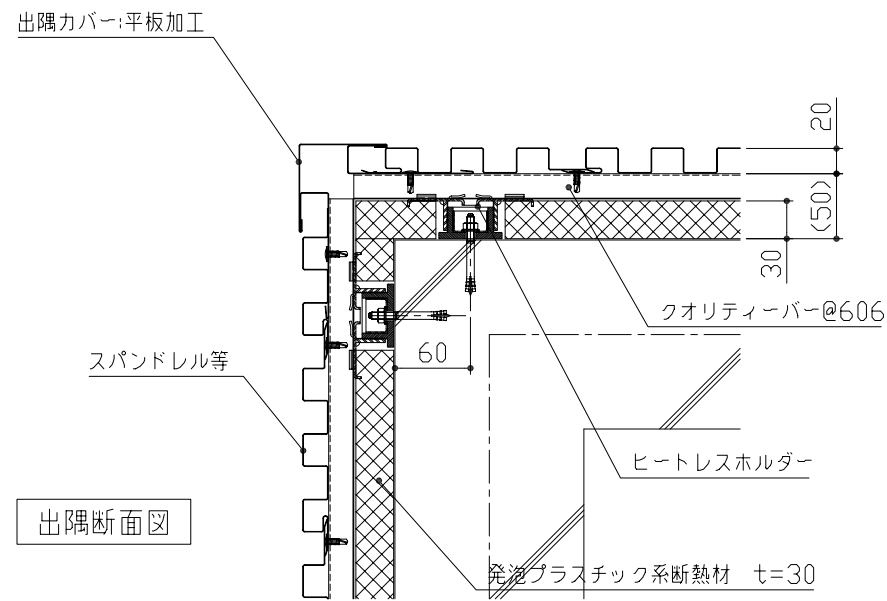 出隅カバー:平板加工
20
(50)
30
クオリティーバー@606
60
スパンドレル等
ヒートレスホルダー
出隅断面図
発泡プラスチック系断熱材 t=30